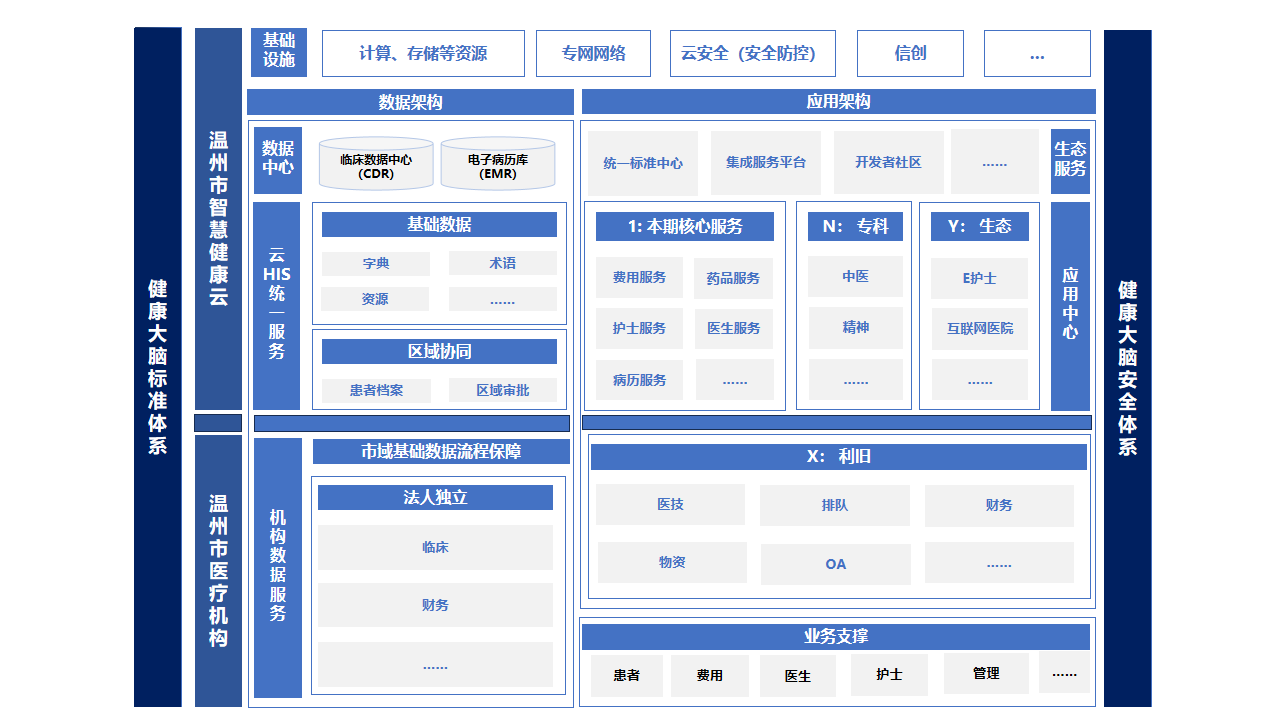 健康大脑标准体系
温州市智慧健康云
温州市医疗机构
基础
设施
计算、存储等资源
专网网络
云安全（安全防控）
信创
...
数据架构
数据
中心
临床数据中心
(CDR)
电子病历库
(EMR)
云
HIS
统
一
服
务
基础数据
字典
术语
资源
......
区域协同
患者档案
区域审批
机构数据服务
市域基础数据流程保障
法人独立
临床
财务
......
应用架构
统一标准中心
集成服务平台
开发者社区
......
生态
服务
1: 本期核心服务
费用服务
药品服务
护士服务
医生服务
病历服务
......
N： 专科
中医
精神
......
Y： 生态
E护士
互联网医院
......
应用中心
X： 利旧
医技
排队
财务
物资
OA
......
业务支撑
患者
费用
医生
护士
管理
......
健康大脑安全体系